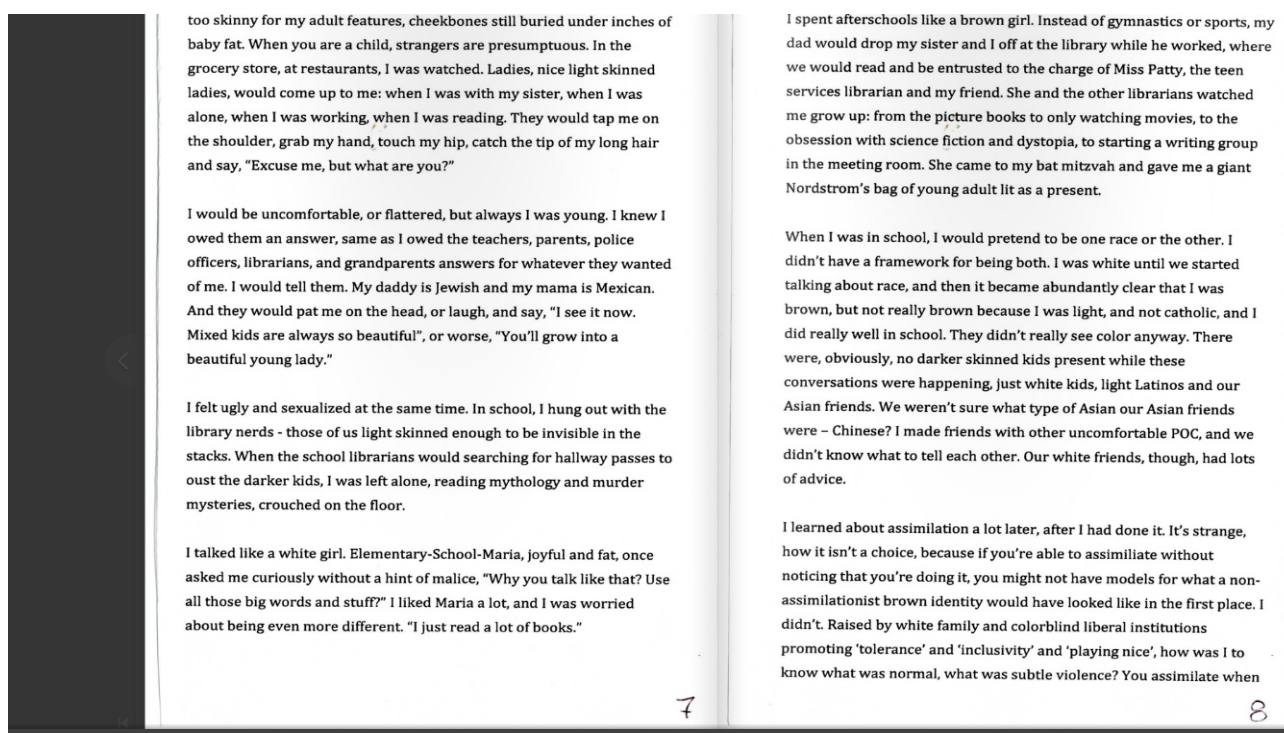 too skinny for my adult features, cheekbones still buried under inches of
baby fat. When you are a child, strangers are presumptuous. In the
grocery store, at restaurants, I was watched. Ladies, nice light skinned
ladies, would come up to me: when I was with my sister, when I was
alone, when I was working, when I was reading. They would tap me on
the shoulder, grab my hand, touch my hip, catch the tip of my long hair
and say, “Excuse me, but what are you?”
I would be uncomfortable, or flattered, but always I was young. I knew I
owed them an answer, same as I owed the teachers, parents, police
officers, librarians, and grandparents answers for whatever they wanted
of me. I would tell them. My daddy is Jewish and my mama is Mexican.
And they would pat me on the head, or laugh, and say, “I see it now.
Mixed kids are always so beautiful”, or worse, “You’ll grow into a
beautiful young lady.”
I felt ugly and sexualized at the same time. In school, I hung out with the
library nerds - those of us light skinned enough to be invisible in the
stacks. When the school librarians would searching for hallway passes to
oust the darker kids, I was left alone, reading mythology and murder
mysteries, crouched on the floor.
I talked like a white girl. Elementary-School-Maria, joyful and fat, once
asked me curiously without a hint of malice, “Why you talk like that? Use
all those big words and stuff?” I liked Maria a lot, and I was worried
about being even more different. “I just read a lot of books.”
7
I spent afterschools like a brown girl. Instead of gymnastics or sports, my
dad would drop my sister and I off at the library while he worked, where
we would read and be entrusted to the charge of Miss Patty, the teen
services librarian and my friend. She and the other librarians watched
me grow up: from the picture books to only watching movies, to the
obsession with science fiction and dystopia, to starting a writing group
in the meeting room. She came to my bat mitzvah and gave me a giant
Nordstrom’s bag of young adult lit as a present.
When I was in school, I would pretend to be one race or the other. I
didn’t have a framework for being both. I was white until we started
talking about race, and then it became abundantly clear that I was
brown, but not really brown because I was light, and not catholic, and I
did really well in school. They didn’t really see color anyway. There
were, obviously, no darker skinned kids present while these
conversations were happening, just white kids, light Latinos and our
Asian friends. We weren’t sure what type of Asian our Asian friends
were – Chinese? I made friends with other uncomfortable POC, and we
didn’t know what to tell each other. Our white friends, though, had lots
of advice.
I learned about assimilation a lot later, after I had done it. It’s strange,
how it isn’t a choice, because if you’re able to assimiliate without
noticing that you’re doing it, you might not have models for what a non-
assimilationist brown identity would have looked like in the first place. I
didn’t. Raised by white family and colorblind liberal institutions
promoting ‘tolerance’ and ‘inclusivity’ and ‘playing nice’, how was I to
know what was normal, what was subtle violence? You assimilate when
8